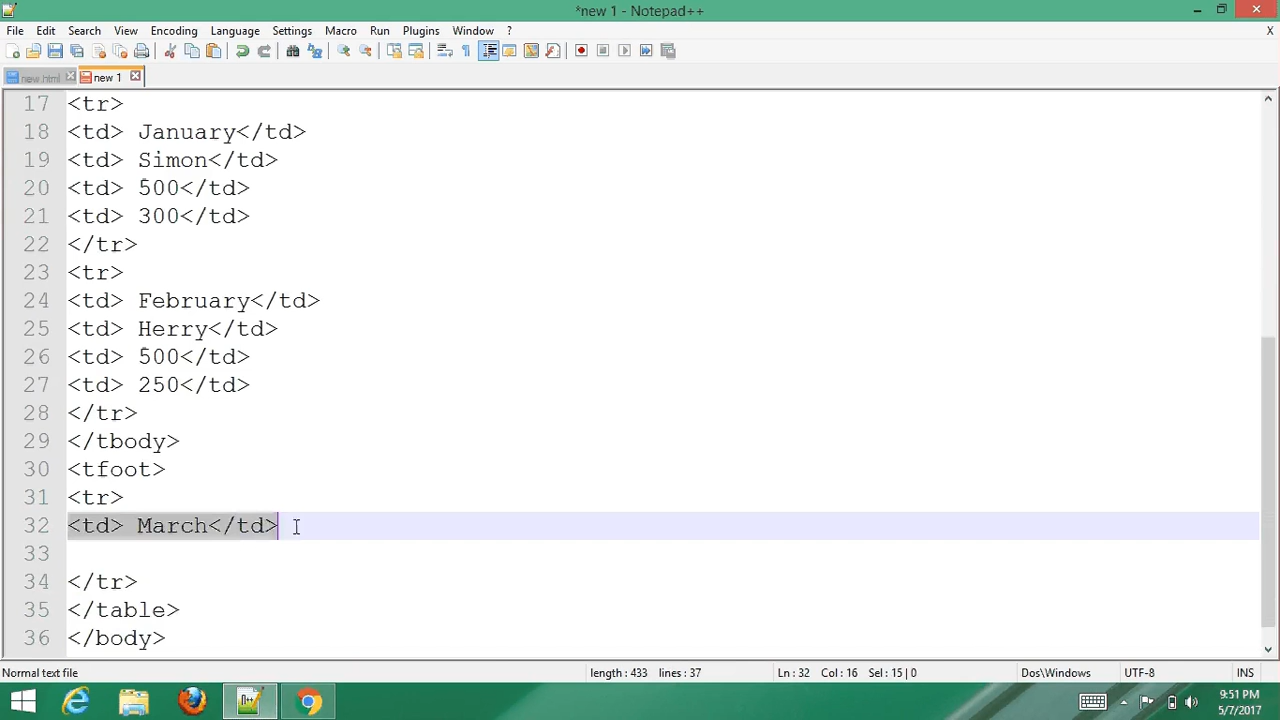 *new 1 - Notepad++
File Edit Search View Encoding Language Settings Macro Run Plugins Window ? X
new.html new 1
17 <tr>
18 <td> January</td>
19 <td> Simon</td>
20 <td> 500</td>
21 <td> 300</td>
22 </tr>
23 <tr>
24 <td> February</td>
25 <td> Herry</td>
26 <td> 500</td>
27 <td> 250</td>
28 </tr>
29 </tbody>
30 <tfoot>
31 <tr>
32 <td> March</td>
33
34 </tr>
35 </table>
36 </body>
Normal text file length : 433 lines : 37 Ln : 32 Col : 16 Sel : 15 | 0 Dos\Windows UTF-8 INS
9:51 PM
5/7/2017